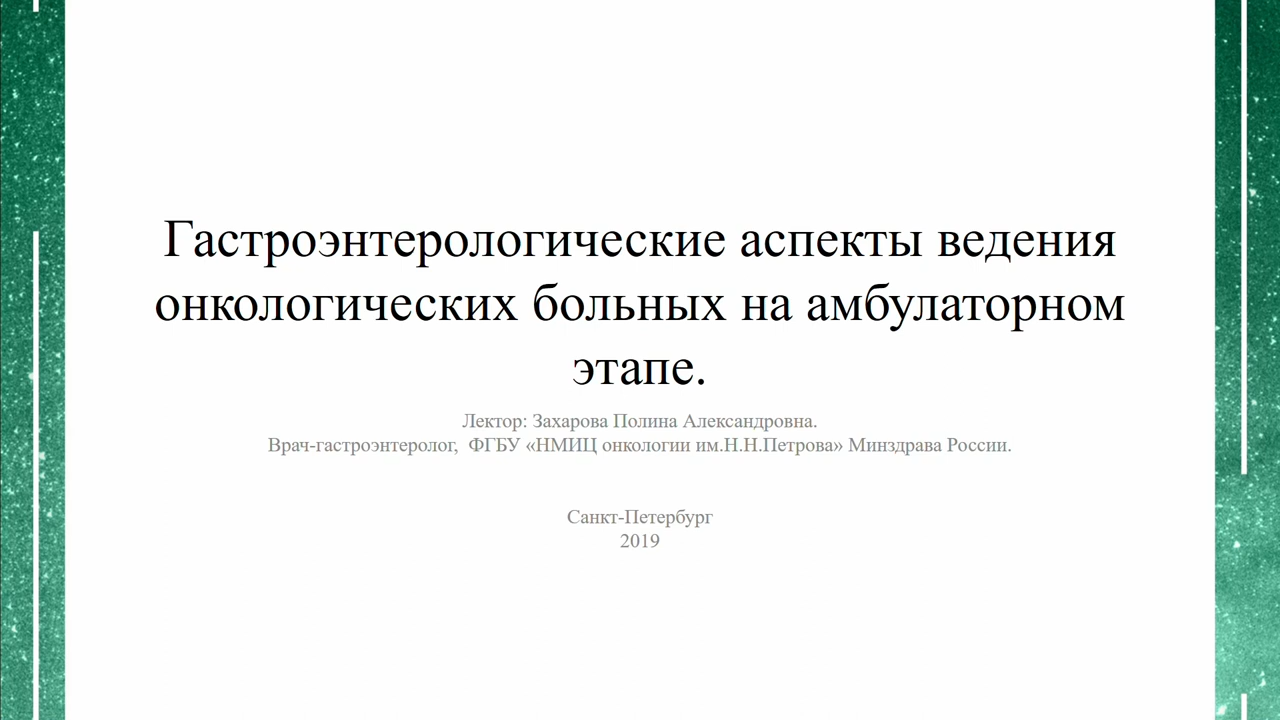 Гастроэнтерологические аспекты ведения
онкологических больных на амбулаторном
этапе.
Лектор: Захарова Полина Александровна.
Врач-гастроэнтеролог,  ФГБУ «НМИЦ онкологии им.Н.Н.Петрова» Минздрава России.
Санкт-Петербург
2019